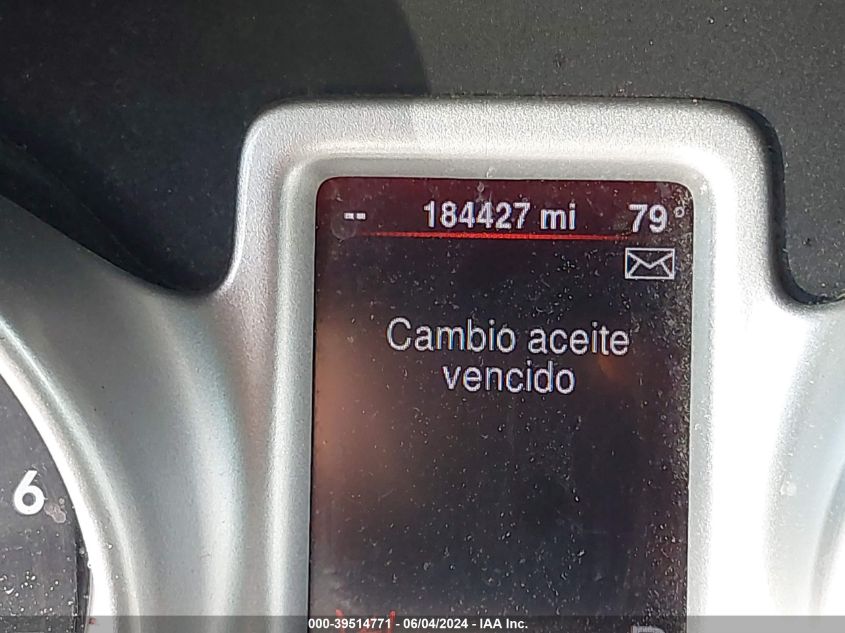 -- 184427 mi 79°
Cambio aceite
vencido
6
000-39514771 - 06/04/2024 - IAA Inc.